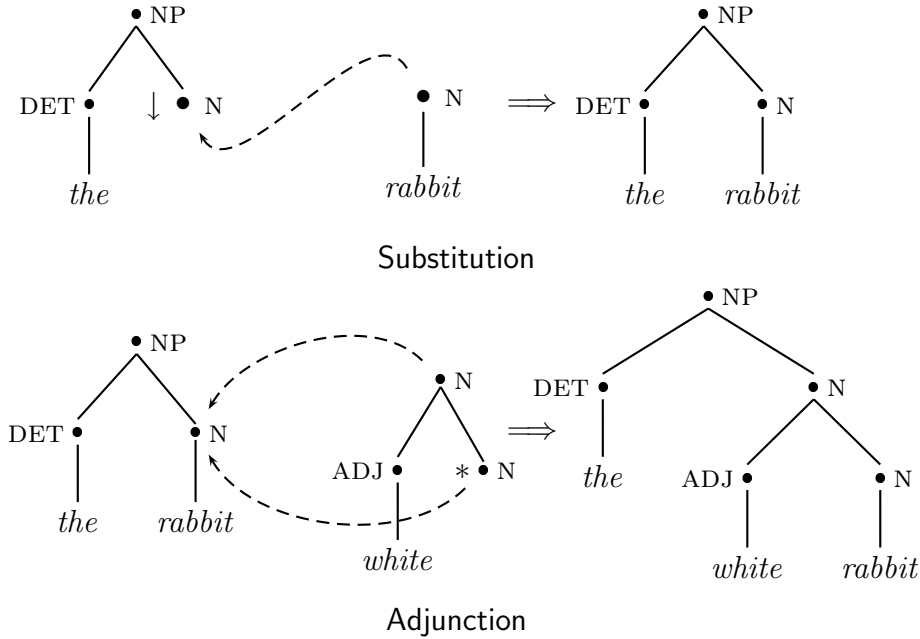 NP
DET ↓ N N ⟹ DET N
the rabbit the rabbit
NP
Substitution
NP
NP
N
DET N ⟹ DET N
ADJ * N the ADJ N
the rabbit
white white rabbit
Adjunction